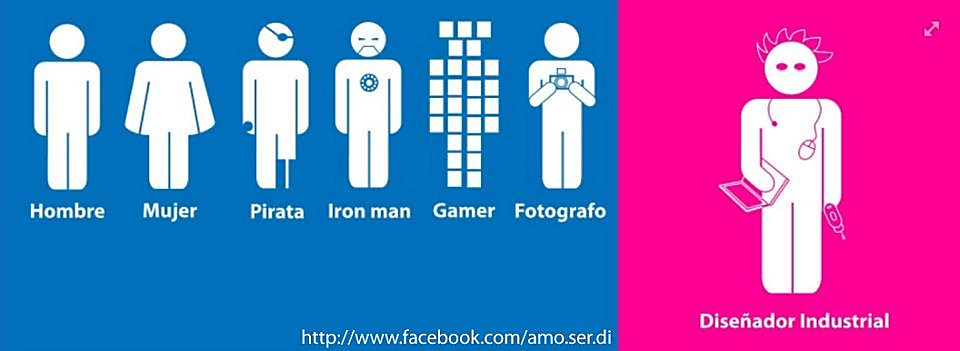 Hombre Mujer Pirata Iron man Gamer Fotografo
http://www.facebook.com/amo.ser.di
Diseñador Industrial